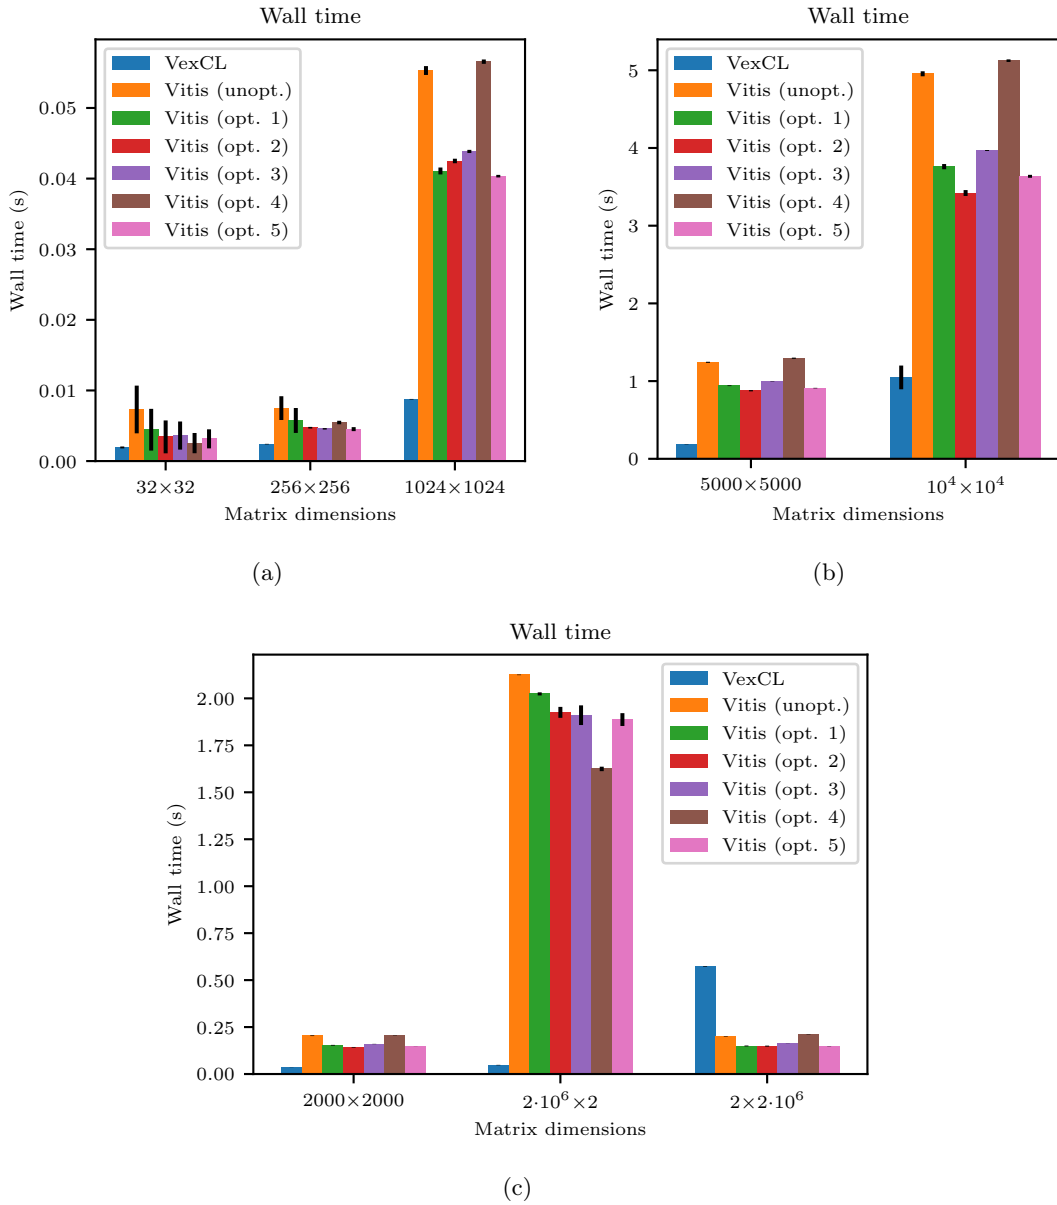 Wall time
0.05
0.04
0.03
0.02
0.01
0.00
Wall time (s)
VexCL
Vitis (unopt.)
Vitis (opt. 1)
Vitis (opt. 2)
Vitis (opt. 3)
Vitis (opt. 4)
Vitis (opt. 5)
32×32
256×256
1024×1024
Matrix dimensions
(a)
Wall time
5
4
3
2
1
0
Wall time (s)
VexCL
Vitis (unopt.)
Vitis (opt. 1)
Vitis (opt. 2)
Vitis (opt. 3)
Vitis (opt. 4)
Vitis (opt. 5)
5000×5000
10⁴×10⁴
Matrix dimensions
(b)
Wall time
2.00
1.75
1.50
1.25
1.00
0.75
0.50
0.25
0.00
Wall time (s)
VexCL
Vitis (unopt.)
Vitis (opt. 1)
Vitis (opt. 2)
Vitis (opt. 3)
Vitis (opt. 4)
Vitis (opt. 5)
2000×2000
2·10⁶×2
2×2·10⁶
Matrix dimensions
(c)